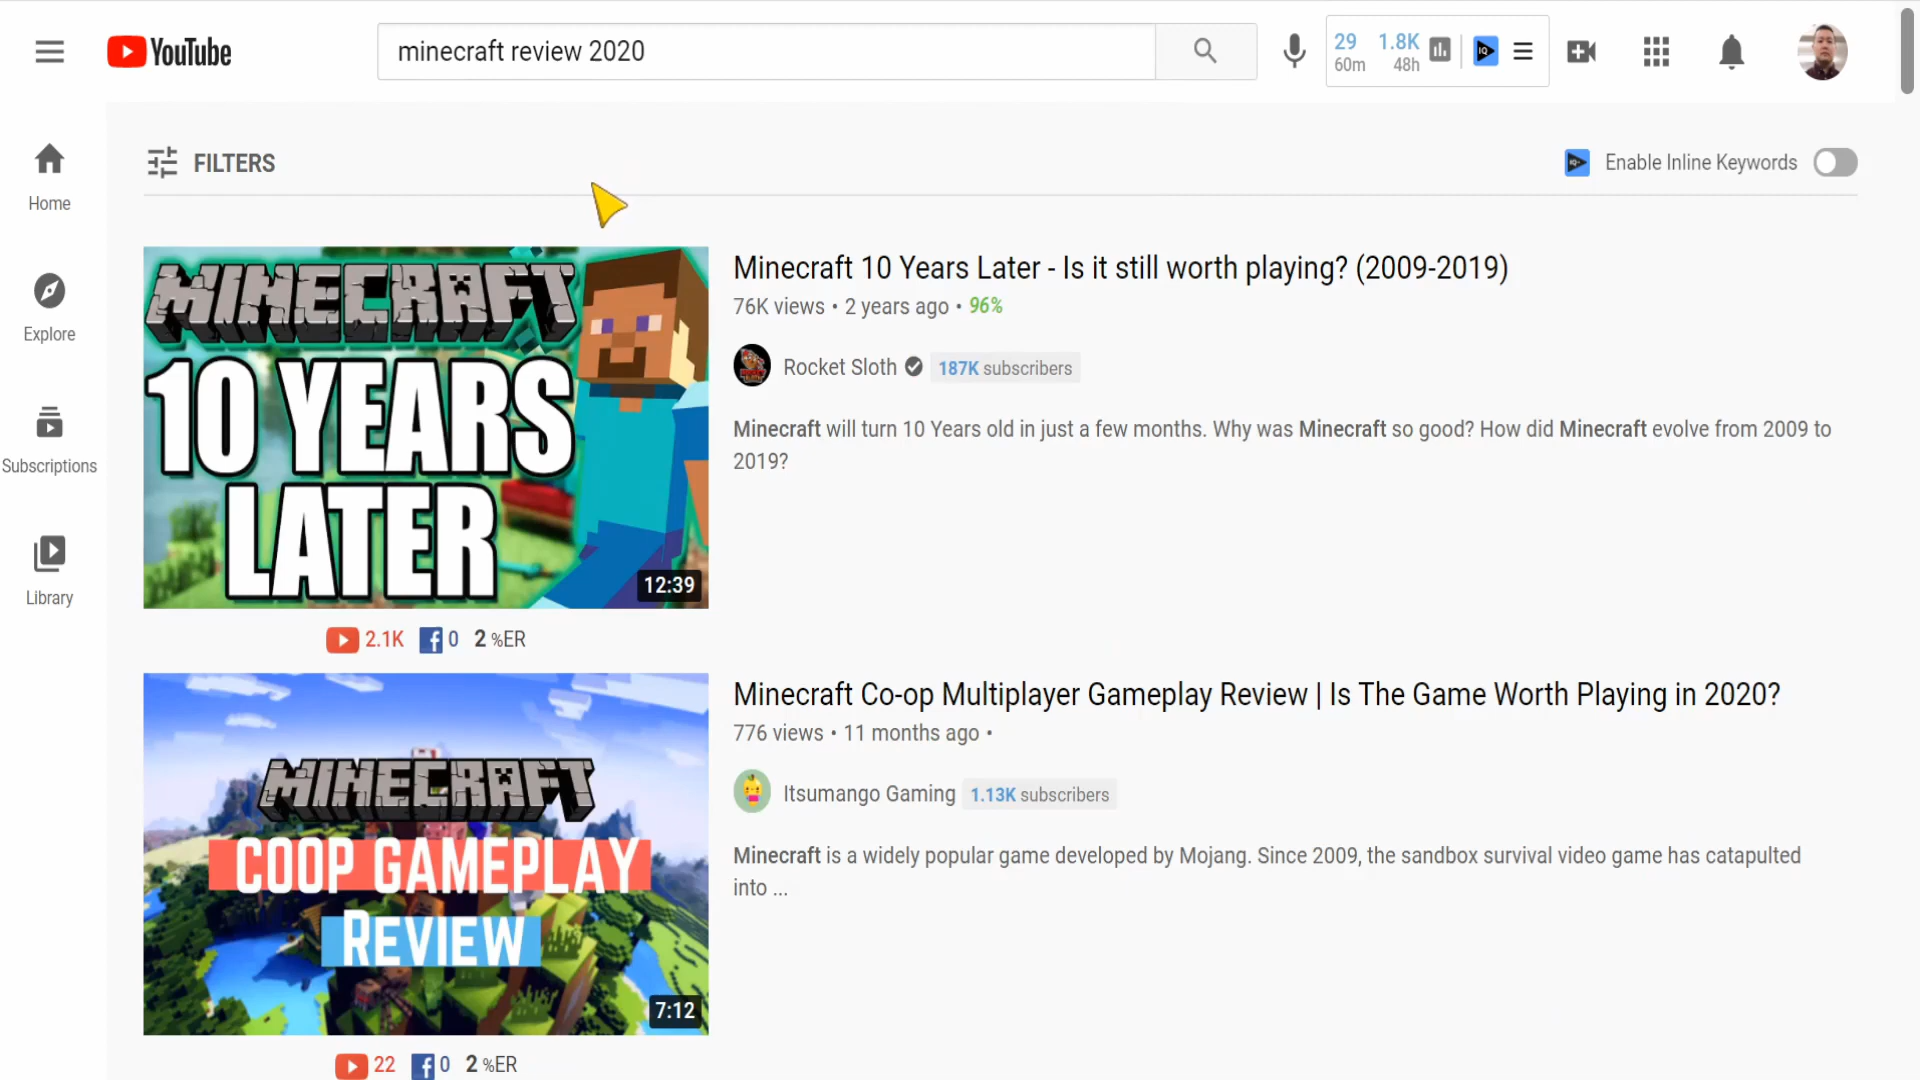 YouTube
minecraft review 2020
29 1.8K
60m 48h
IQ
FILTERS
Enable Inline Keywords
Home
Explore
Subscriptions
Library
MINECRAFT
10 YEARS
LATER
12:39
2.1K 0 2 %ER
Minecraft 10 Years Later - Is it still worth playing? (2009-2019)
76K views • 2 years ago • 96%
Rocket Sloth 187K subscribers
Minecraft will turn 10 Years old in just a few months. Why was Minecraft so good? How did Minecraft evolve from 2009 to
2019?
MINECRAFT
COOP GAMEPLAY
REVIEW
7:12
22 0 2 %ER
Minecraft Co-op Multiplayer Gameplay Review | Is The Game Worth Playing in 2020?
776 views • 11 months ago •
Itsumango Gaming 1.13K subscribers
Minecraft is a widely popular game developed by Mojang. Since 2009, the sandbox survival video game has catapulted
into ...